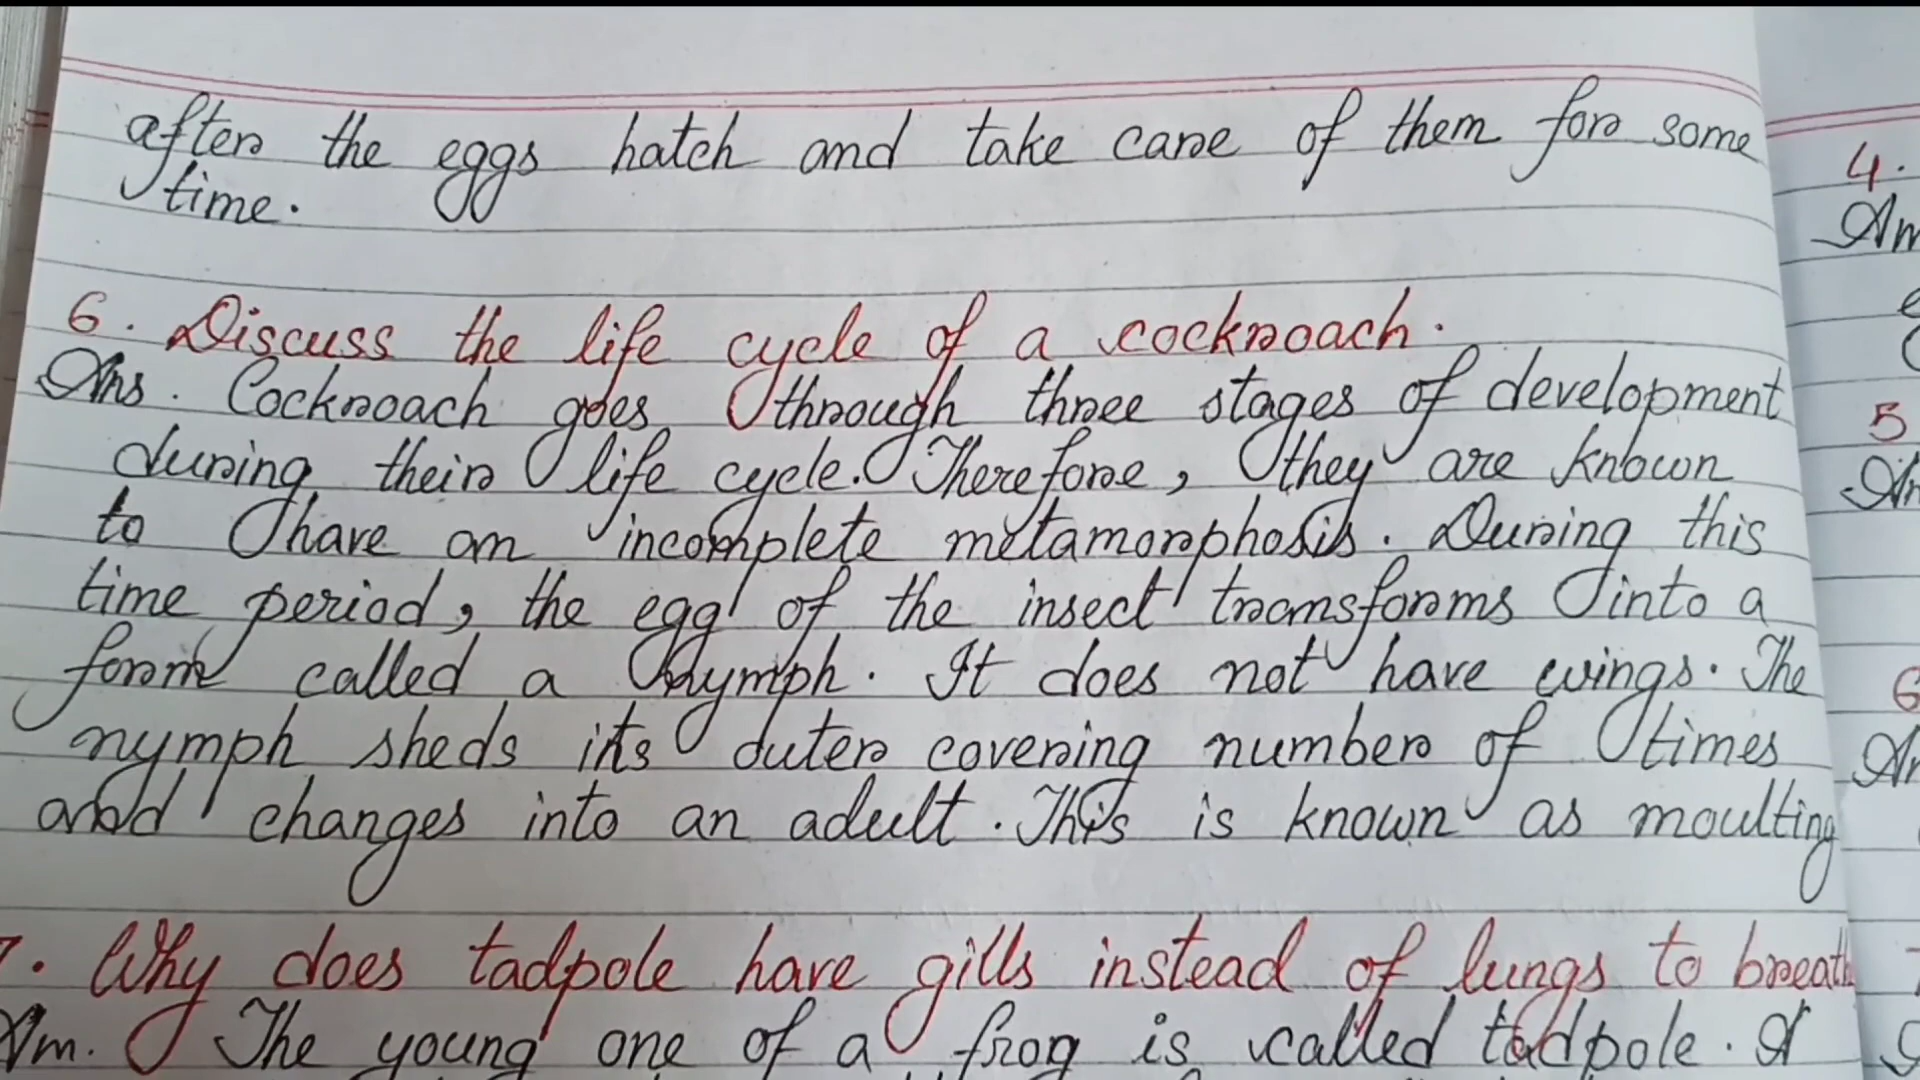 after the eggs hatch and take care of them for some
time.
6. Discuss the life cycle of a cockroach.
Ans. Cockroach goes through three stages of development
during their life cycle. Therefore, they are known
to have an incomplete metamorphosis. During this
time period, the egg of the insect transforms into a
form called a nymph. It does not have wings. The
nymph sheds its outer covering number of times
and changes into an adult. This is known as moulting
7. Why does tadpole have gills instead of lungs to breath
Ans. The young one of a frog is called tadpole. A
4.
5
6